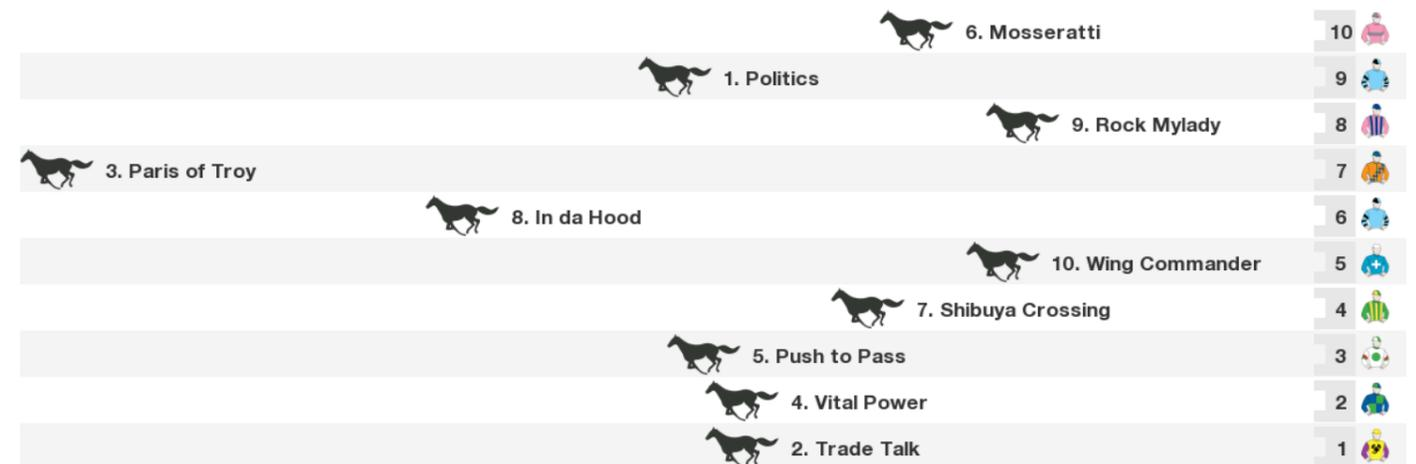 6. Mosseratti 10
1. Politics 9
9. Rock Mylady 8
3. Paris of Troy 7
8. In da Hood 6
10. Wing Commander 5
7. Shibuya Crossing 4
5. Push to Pass 3
4. Vital Power 2
2. Trade Talk 1